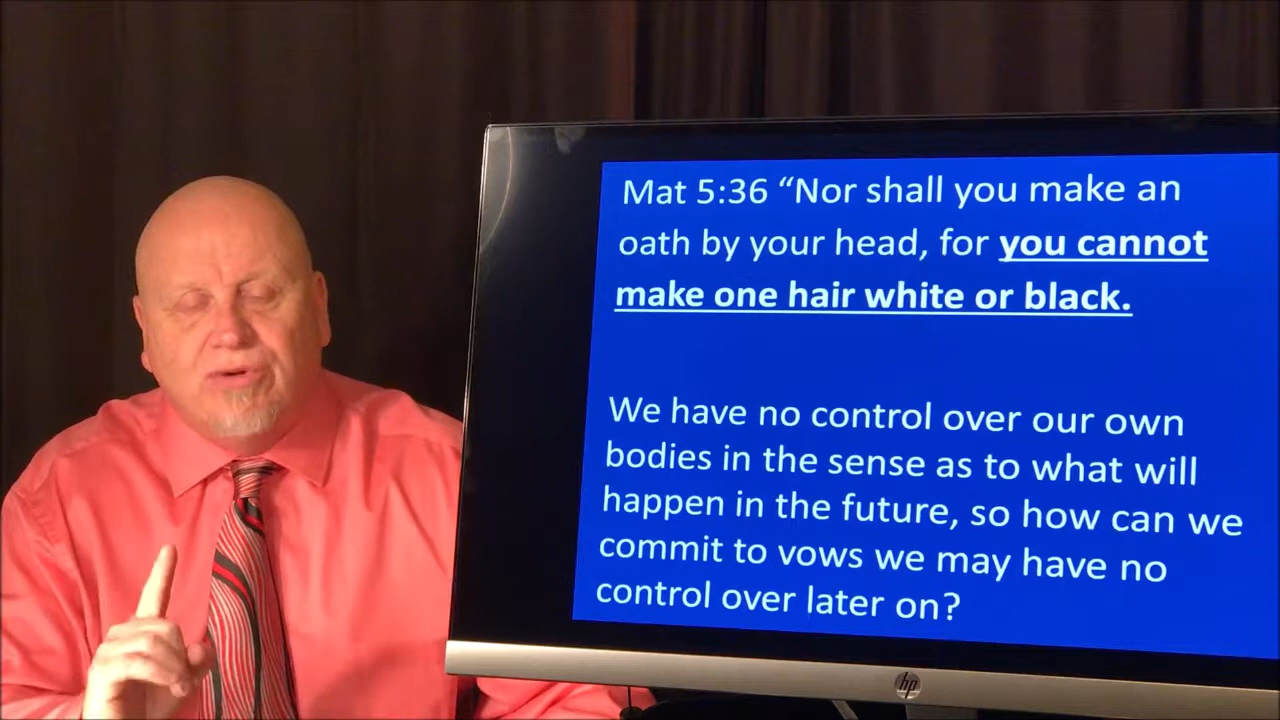 Mat 5:36 “Nor shall you make an
oath by your head, for you cannot
make one hair white or black.
We have no control over our own
bodies in the sense as to what will
happen in the future, so how can we
commit to vows we may have no
control over later on?
hp